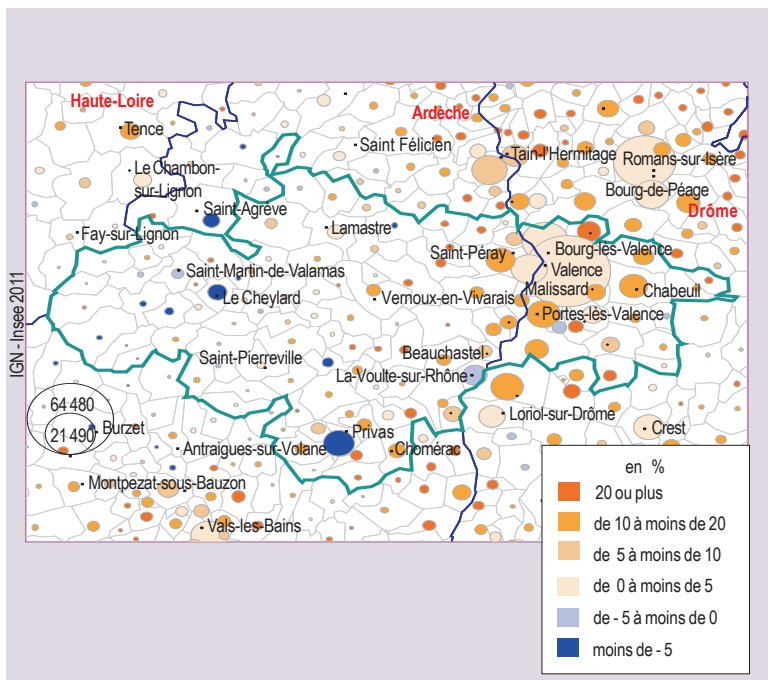 Haute-Loire
Ardèche
Tence
Saint Félicien
Tain-l'Hermitage
Romans-sur-Isère
Le Chambon-
sur-Lignon
Bourg-de-Péage
Saint-Agrève
Drôme
Fay-sur-Lignon
Lamastre
Saint-Péray
Bourg-lès-Valence
Saint-Martin-de-Valamas
Valence
Le Cheylard
Vernoux-en-Vivarais
Malissard
Chabeuil
Portes-lès-Valence
IGN - Insee 2011
Saint-Pierreville
Beauchastel
La-Voulte-sur-Rhône
64 480
21 490
Burzet
Privas
Loriol-sur-Drôme
Crest
Antraigues-sur-Volane
Chomérac
Montpezat-sous-Bauzon
Vals-les-Bains
en %
20 ou plus
de 10 à moins de 20
de 5 à moins de 10
de 0 à moins de 5
de - 5 à moins de 0
moins de - 5